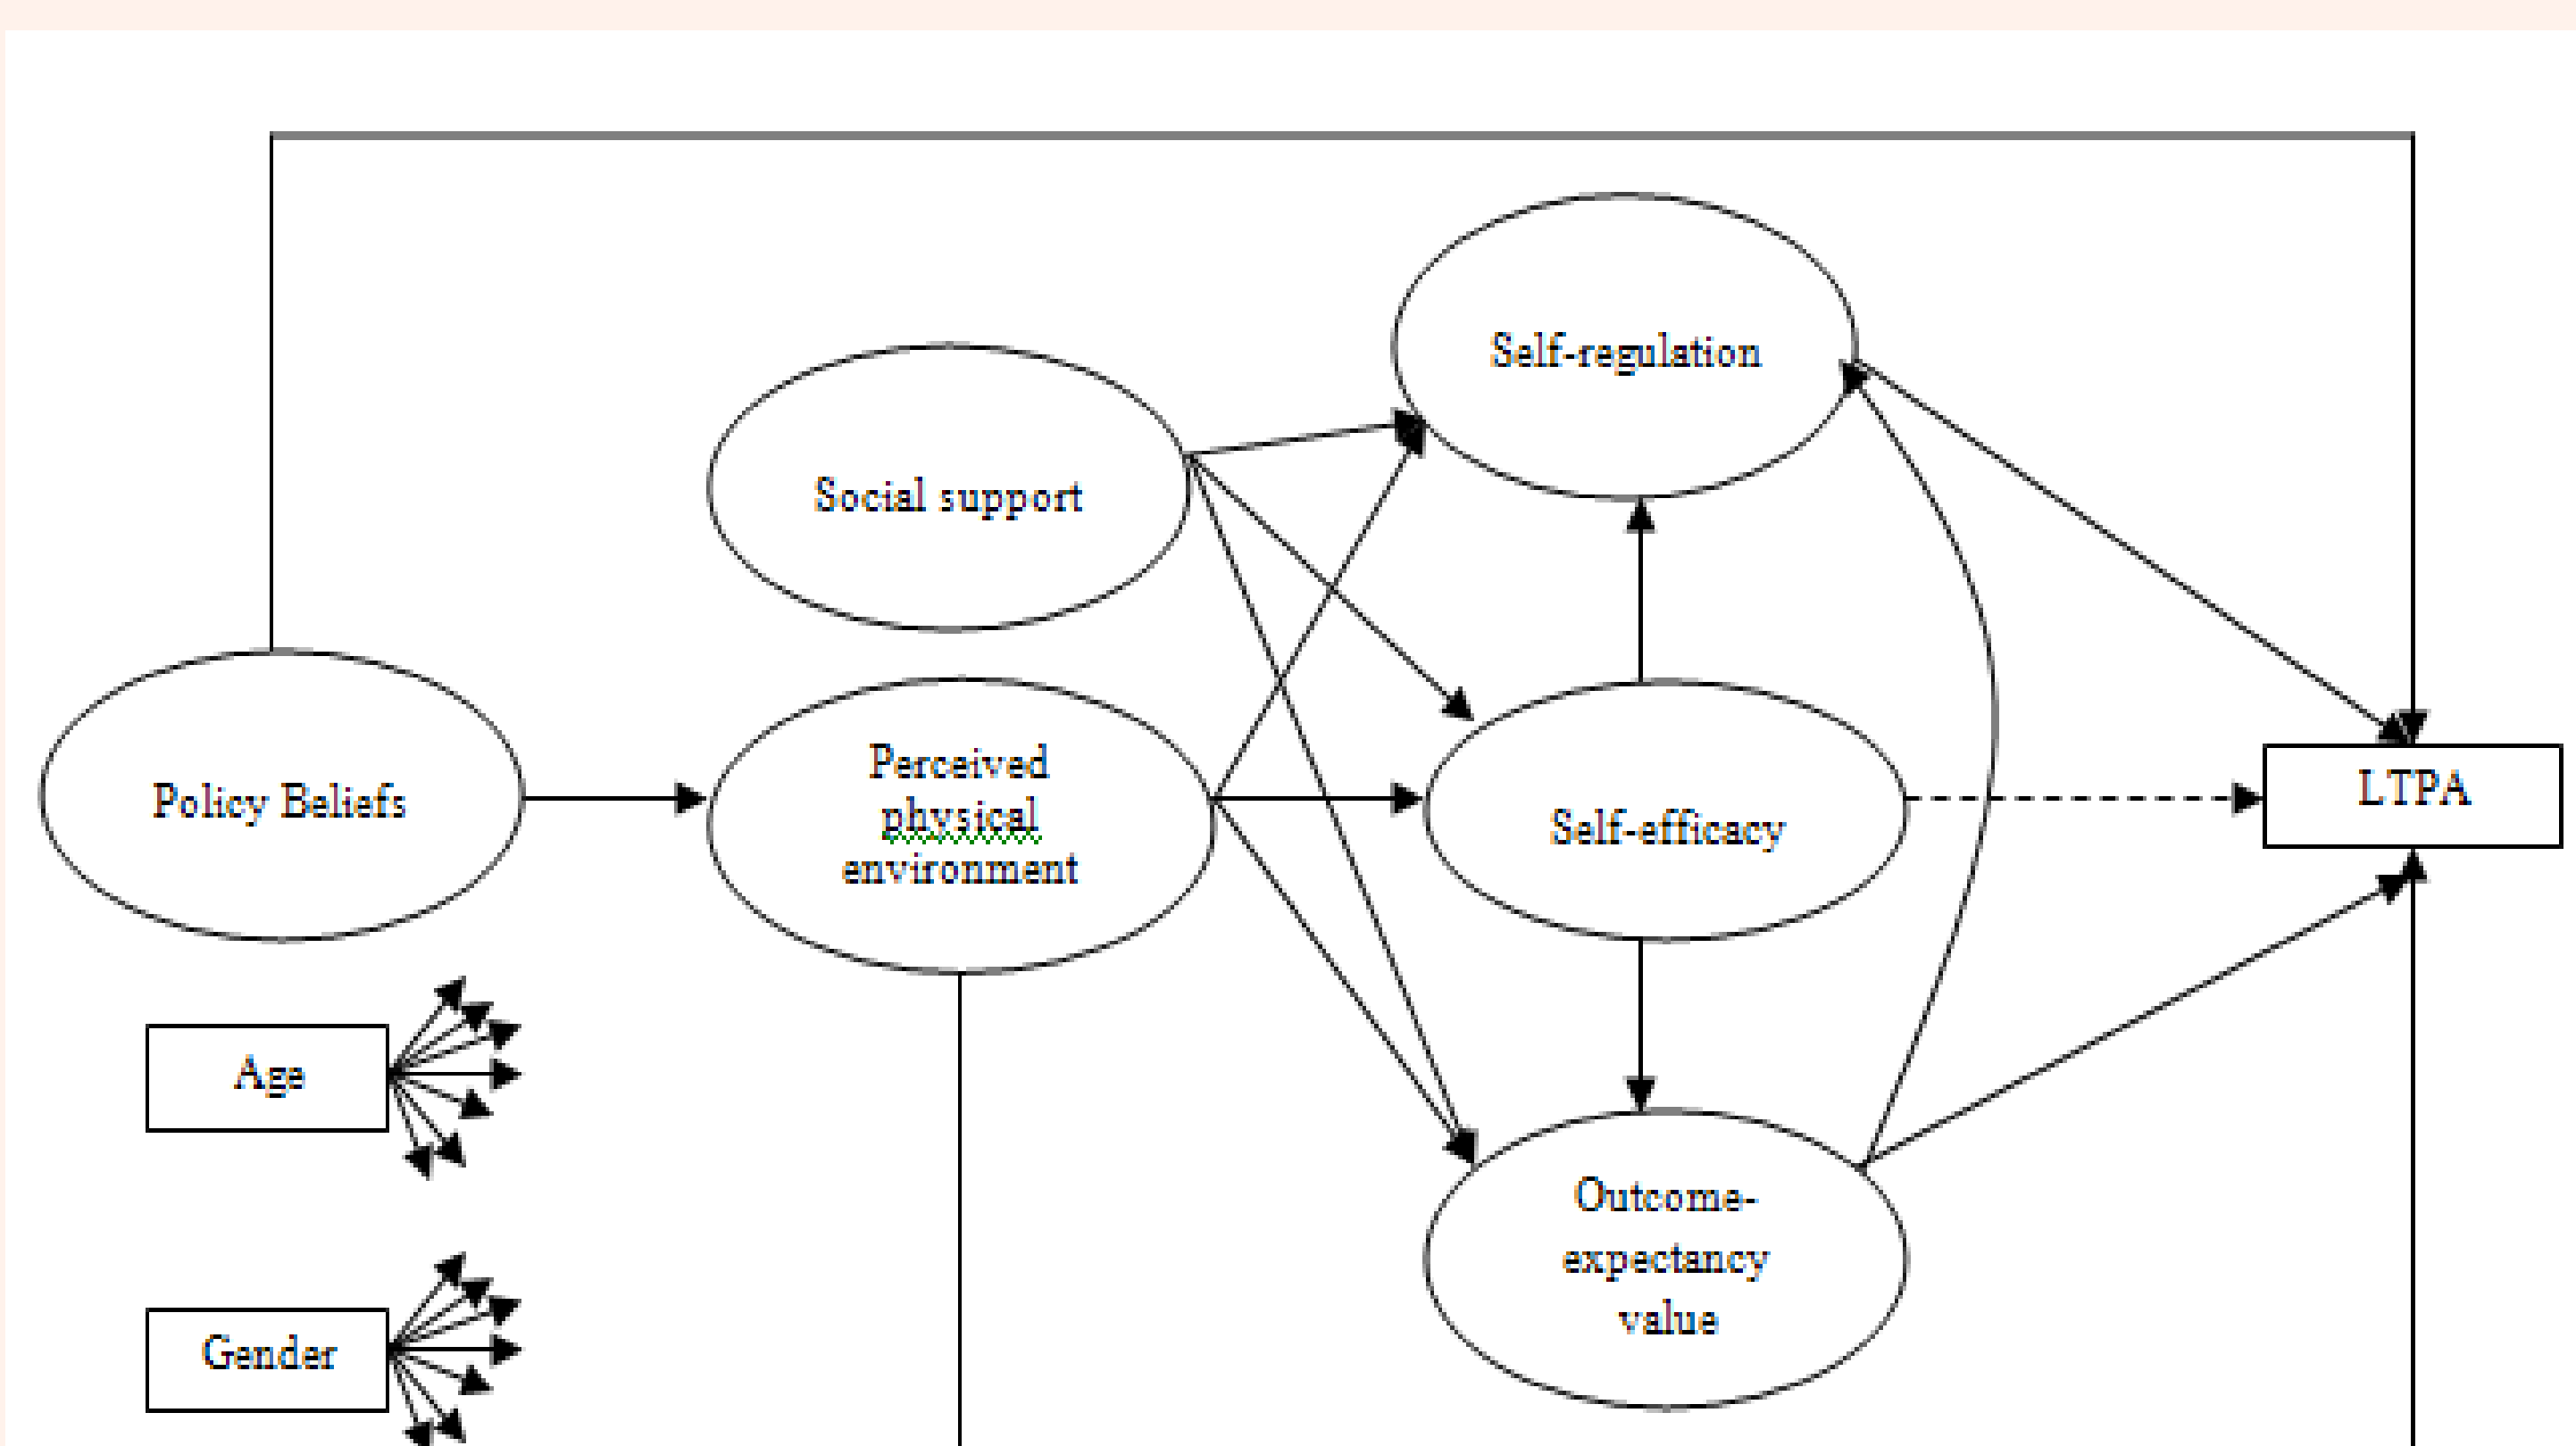 Self-regulation
Social support
Policy Beliefs
Perceived
physical
environment
Self-efficacy
LTPA
Age
Outcome-
expectancy
value
Gender